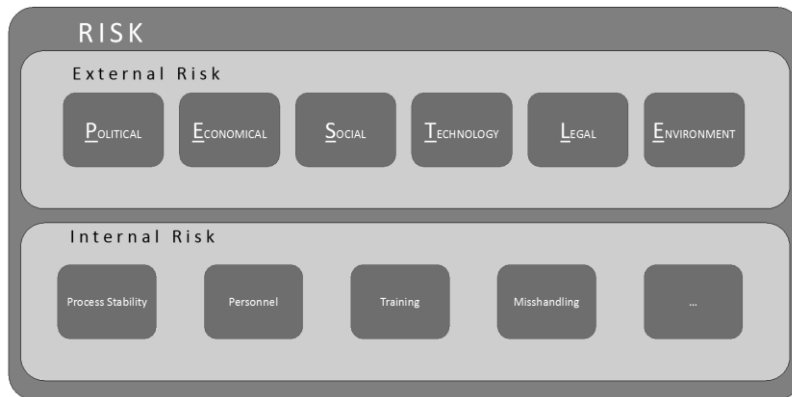 RISK
External Risk
POLITICAL ECONOMICAL SOCIAL TECHNOLOGY LEGAL ENVIRONMENT
Internal Risk
Process Stability Personnel Training Misshandling ...